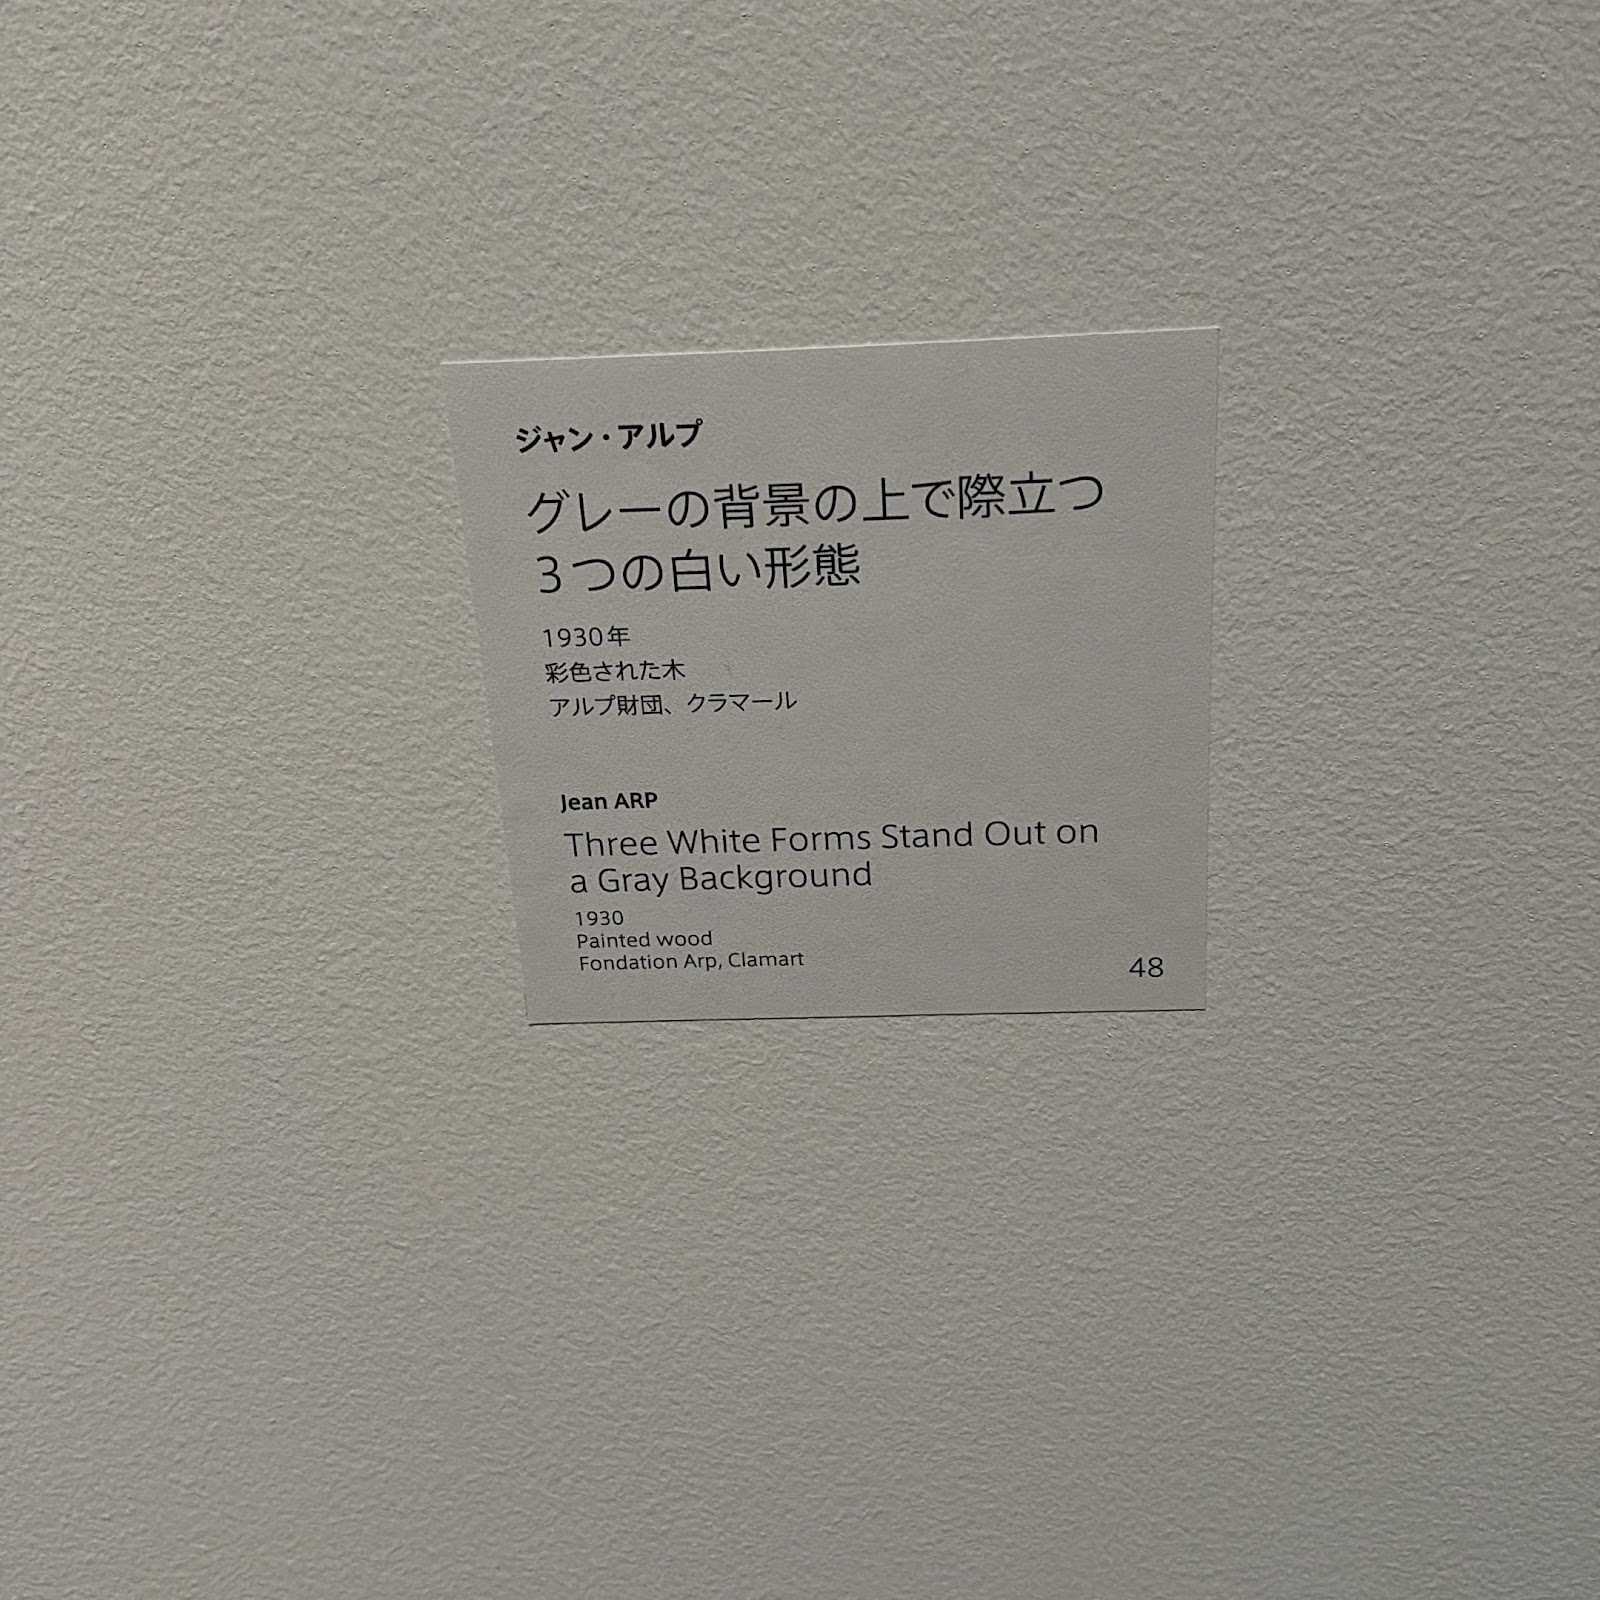 ジャン・アルプ
グレーの背景の上で際立つ
3つの白い形態
1930年
彩色された木
アルプ財団、クラマール
Jean ARP
Three White Forms Stand Out on
a Gray Background
1930
Painted wood
Fondation Arp, Clamart
48